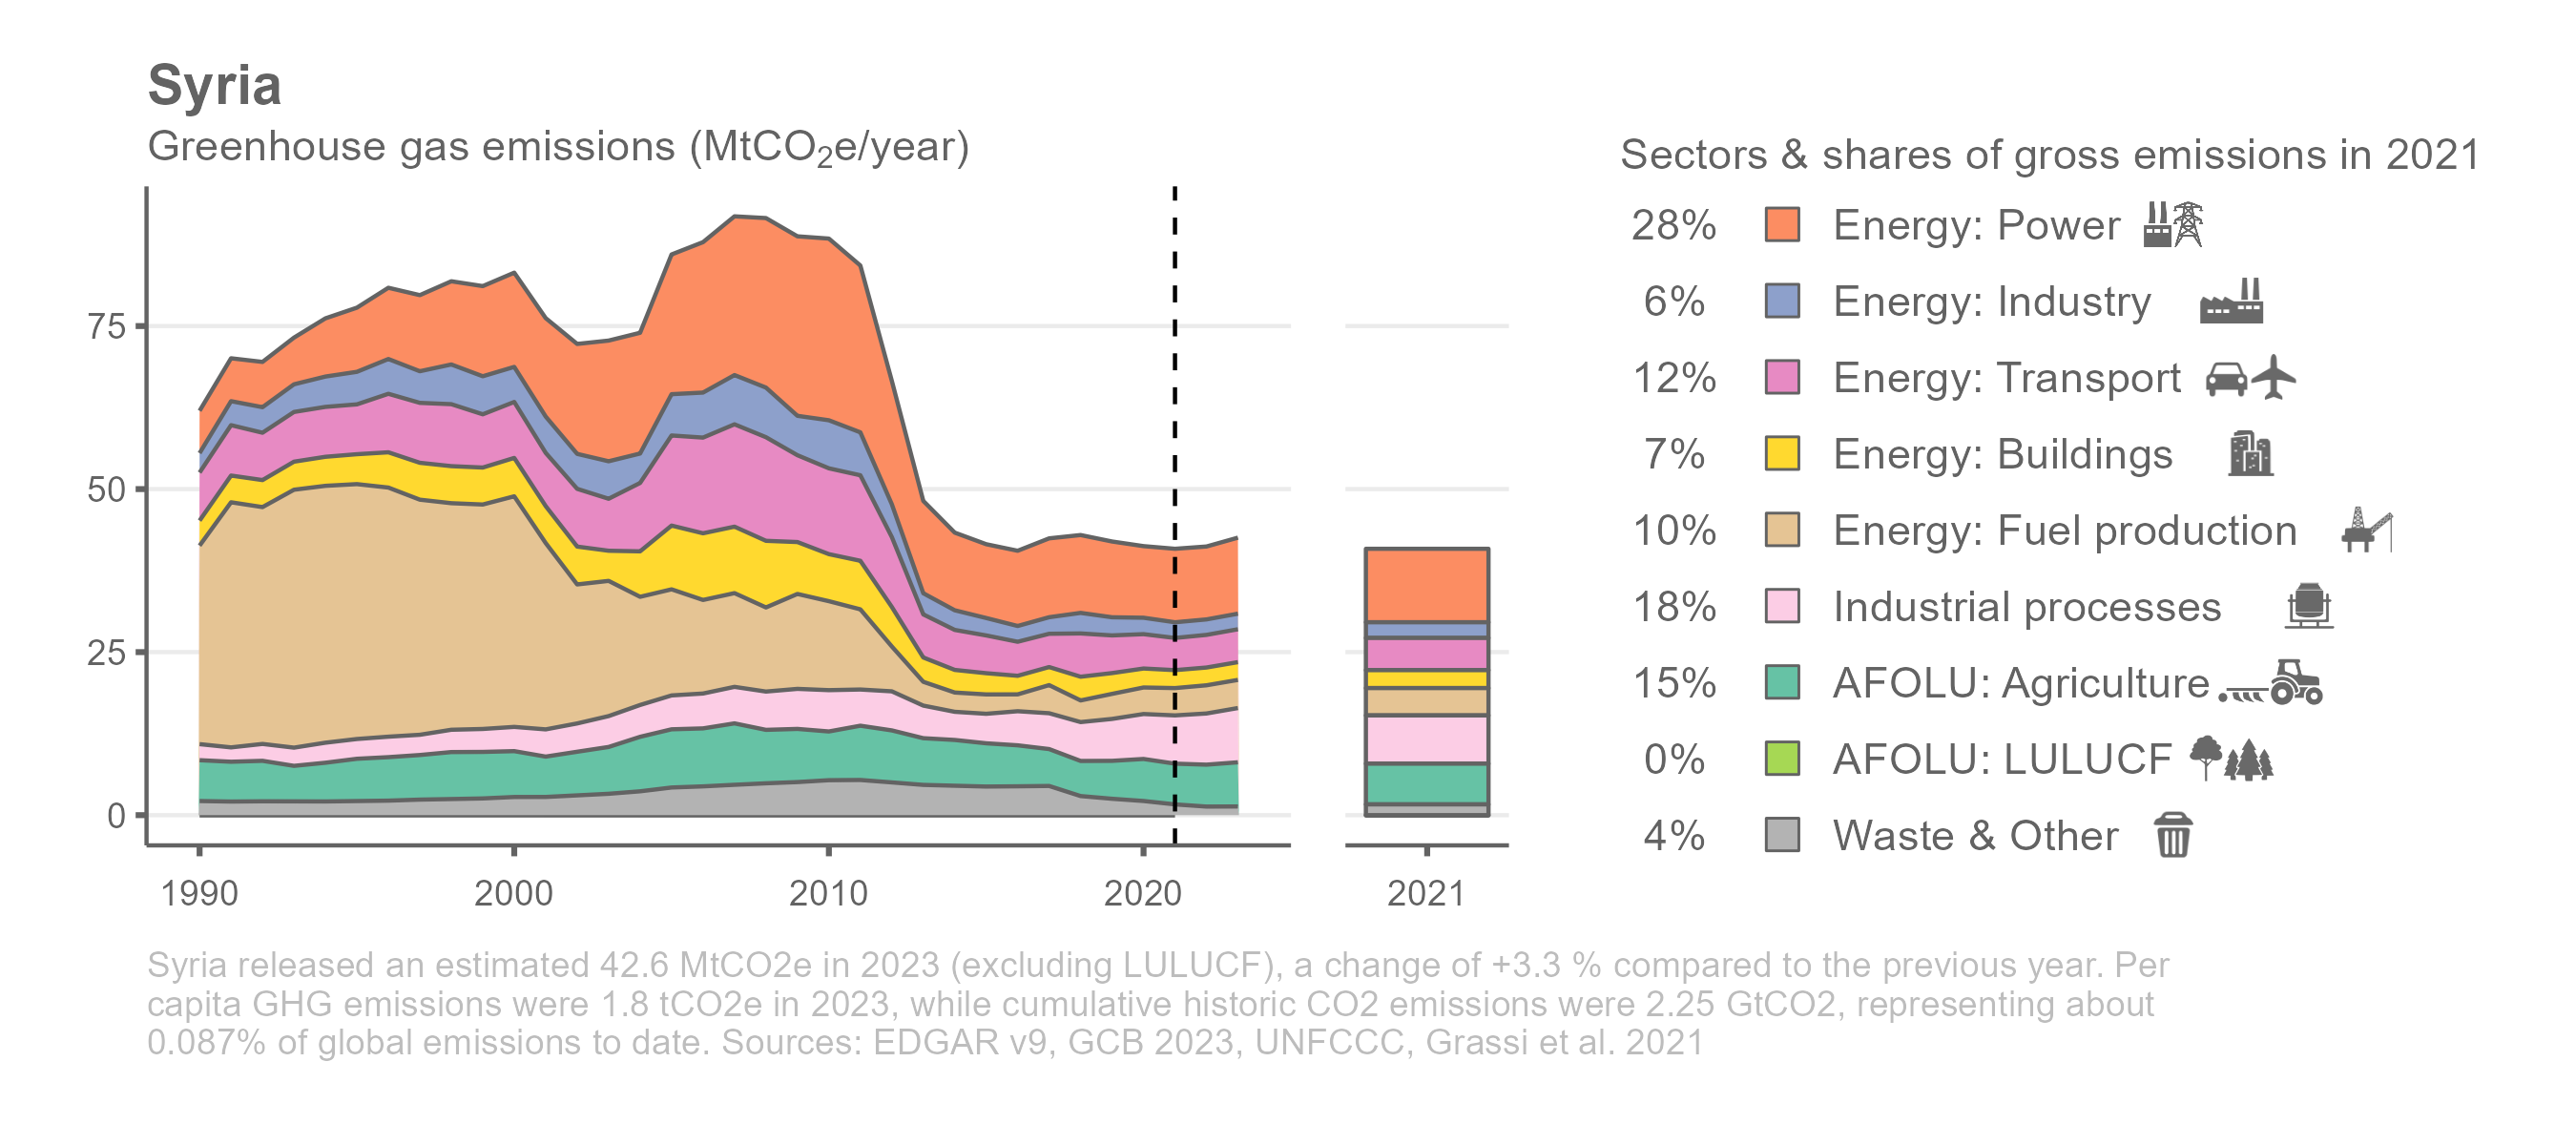 Syria
Greenhouse gas emissions (MtCO₂e/year)
75
50
25
0
1990 2000 2010 2020 2021
Sectors & shares of gross emissions in 2021
28% Energy: Power
6% Energy: Industry
12% Energy: Transport
7% Energy: Buildings
10% Energy: Fuel production
18% Industrial processes
15% AFOLU: Agriculture
0% AFOLU: LULUCF
4% Waste & Other
Syria released an estimated 42.6 MtCO2e in 2023 (excluding LULUCF), a change of +3.3 % compared to the previous year. Per
capita GHG emissions were 1.8 tCO2e in 2023, while cumulative historic CO2 emissions were 2.25 GtCO2, representing about
0.087% of global emissions to date. Sources: EDGAR v9, GCB 2023, UNFCCC, Grassi et al. 2021